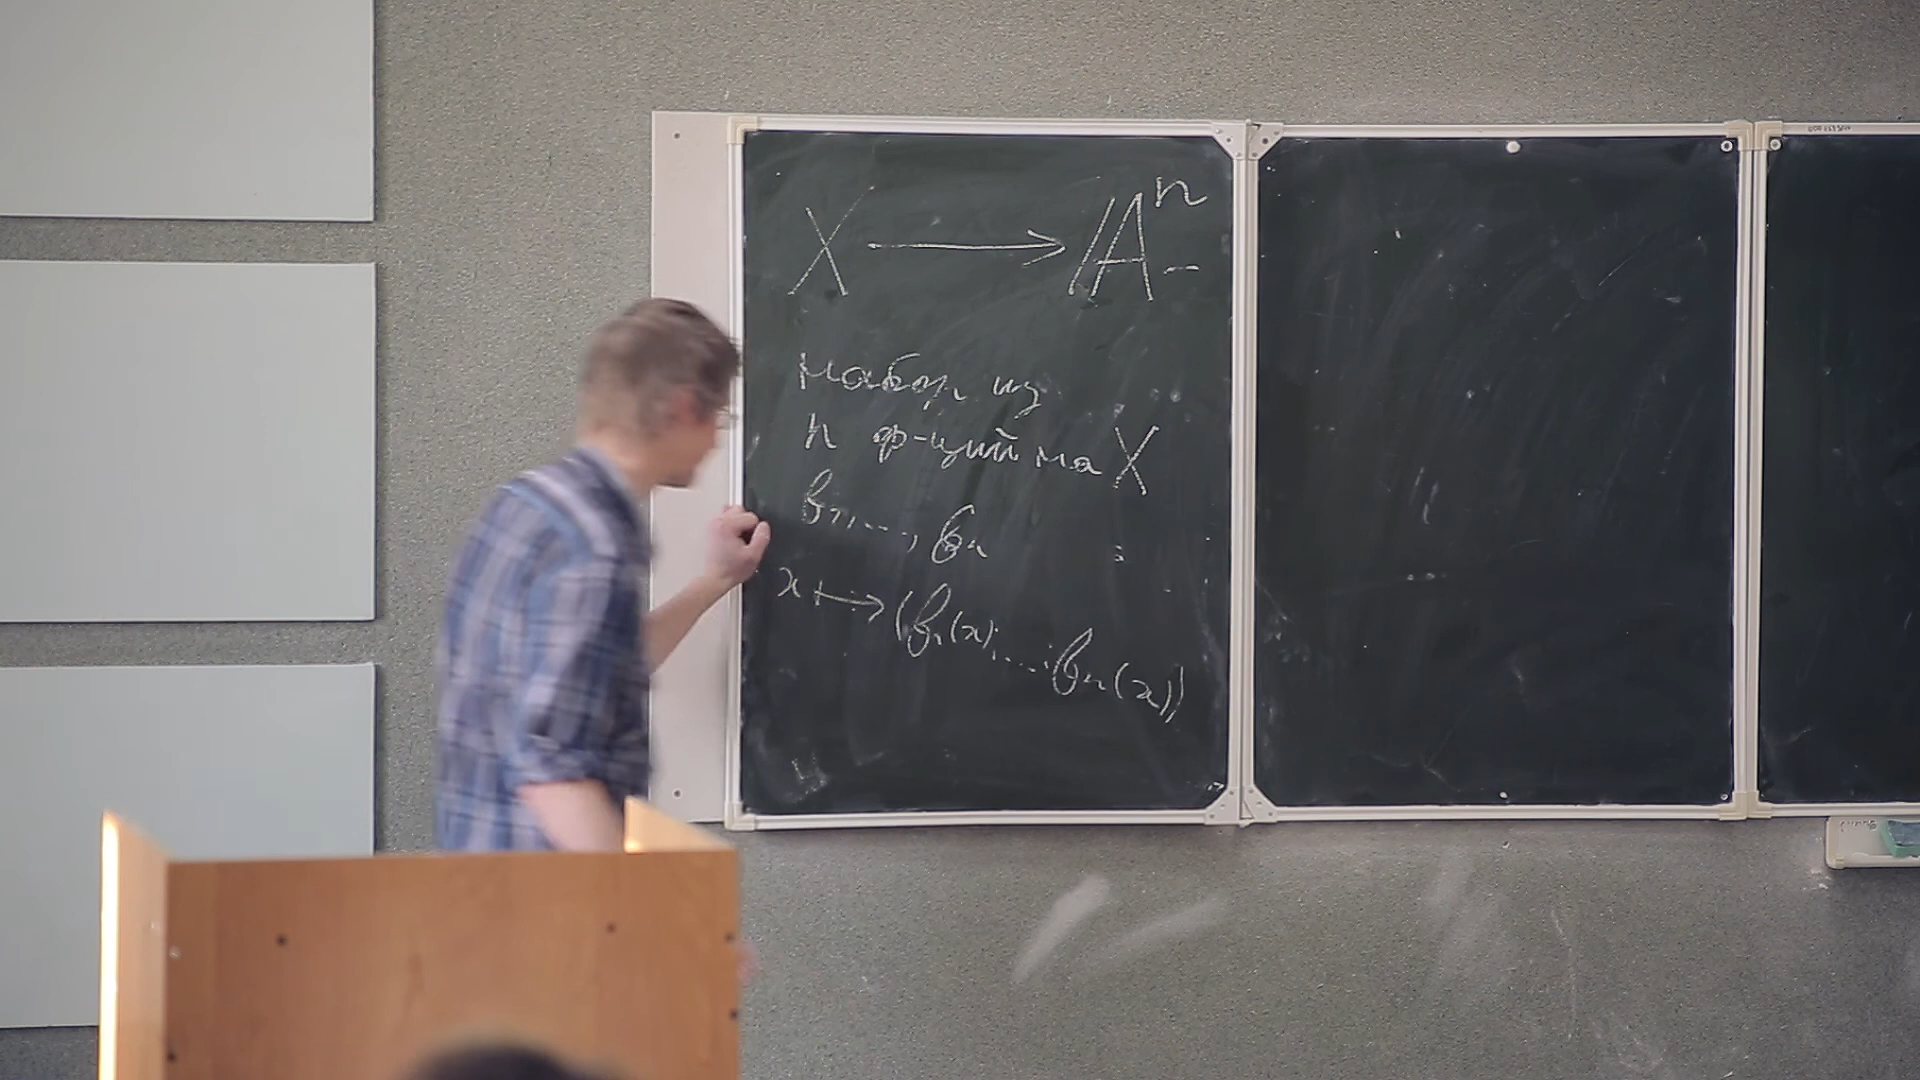 X → 𝔸ⁿ
набор из
n ф-ций на X
f₁, ..., fₙ
x ↦ (f₁(x), ..., fₙ(x))